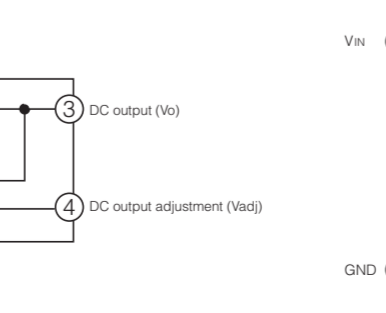 VIN
3 DC output (Vo)
4 DC output adjustment (Vadj)
GND